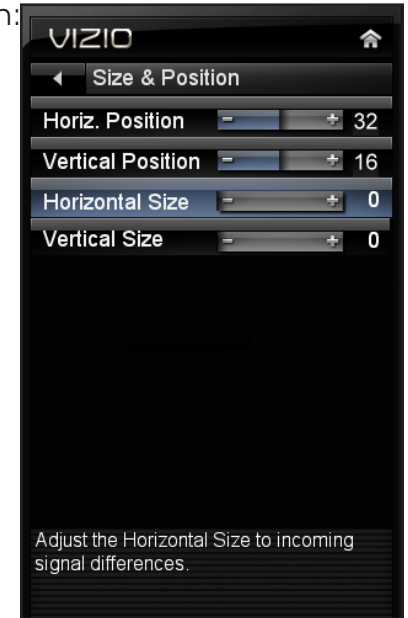 n:
VIZIO
Size & Position
Horiz. Position - + 32
Vertical Position - + 16
Horizontal Size - + 0
Vertical Size - + 0
Adjust the Horizontal Size to incoming
signal differences.